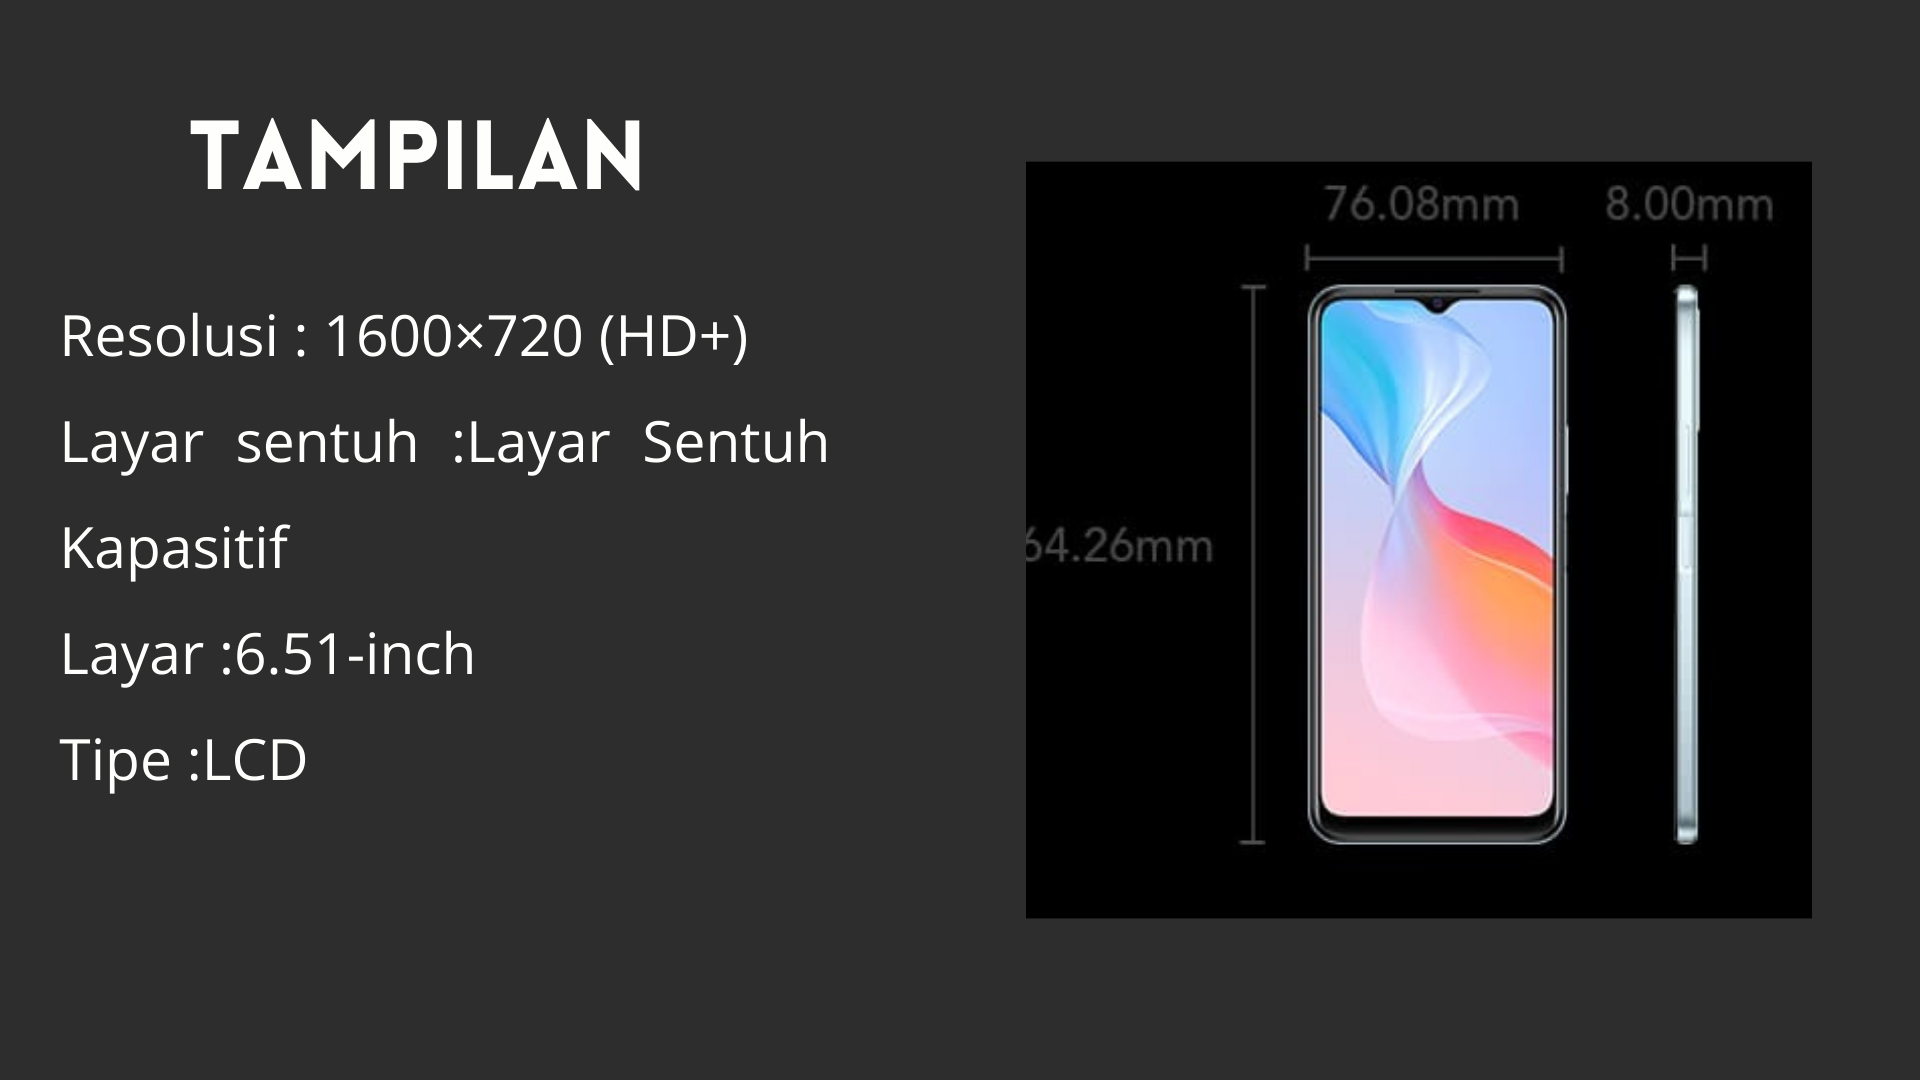 TAMPILAN
Resolusi : 1600×720 (HD+)
Layar sentuh :Layar Sentuh
Kapasitif
Layar :6.51-inch
Tipe :LCD
76.08mm 8.00mm
64.26mm